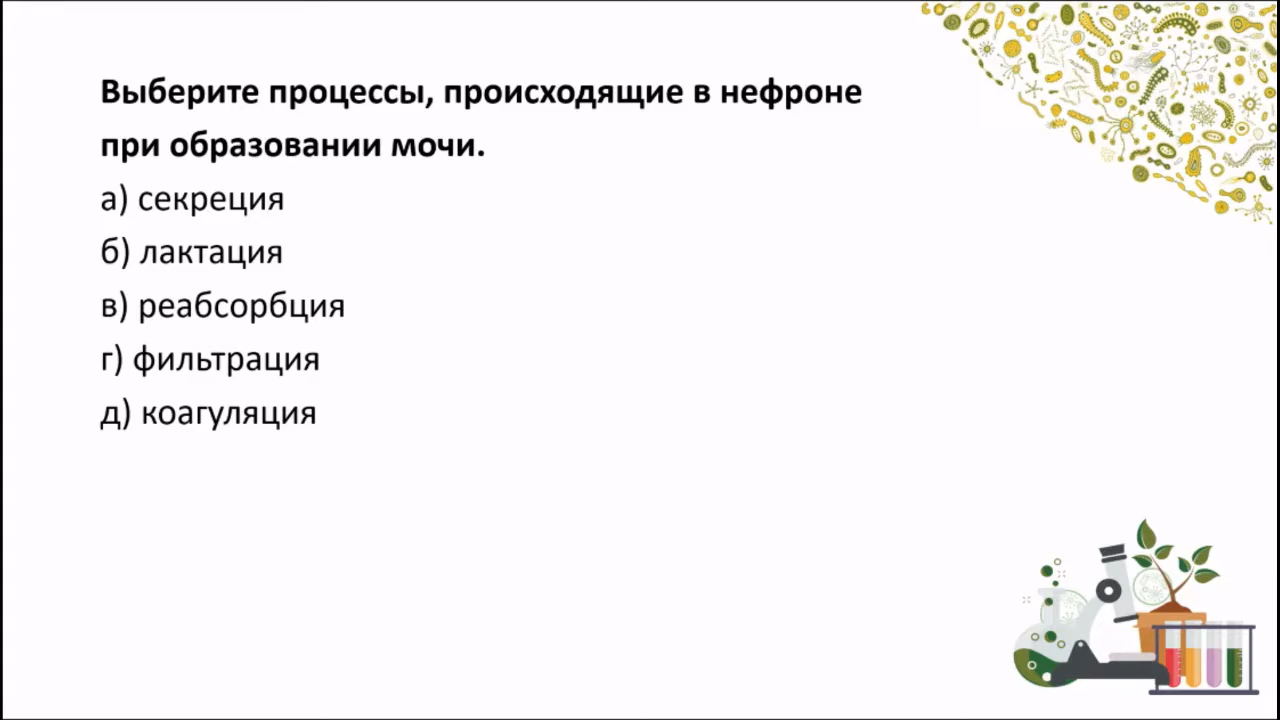 Выберите процессы, происходящие в нефроне
при образовании мочи.
а) секреция
б) лактация
в) реабсорбция
г) фильтрация
д) коагуляция